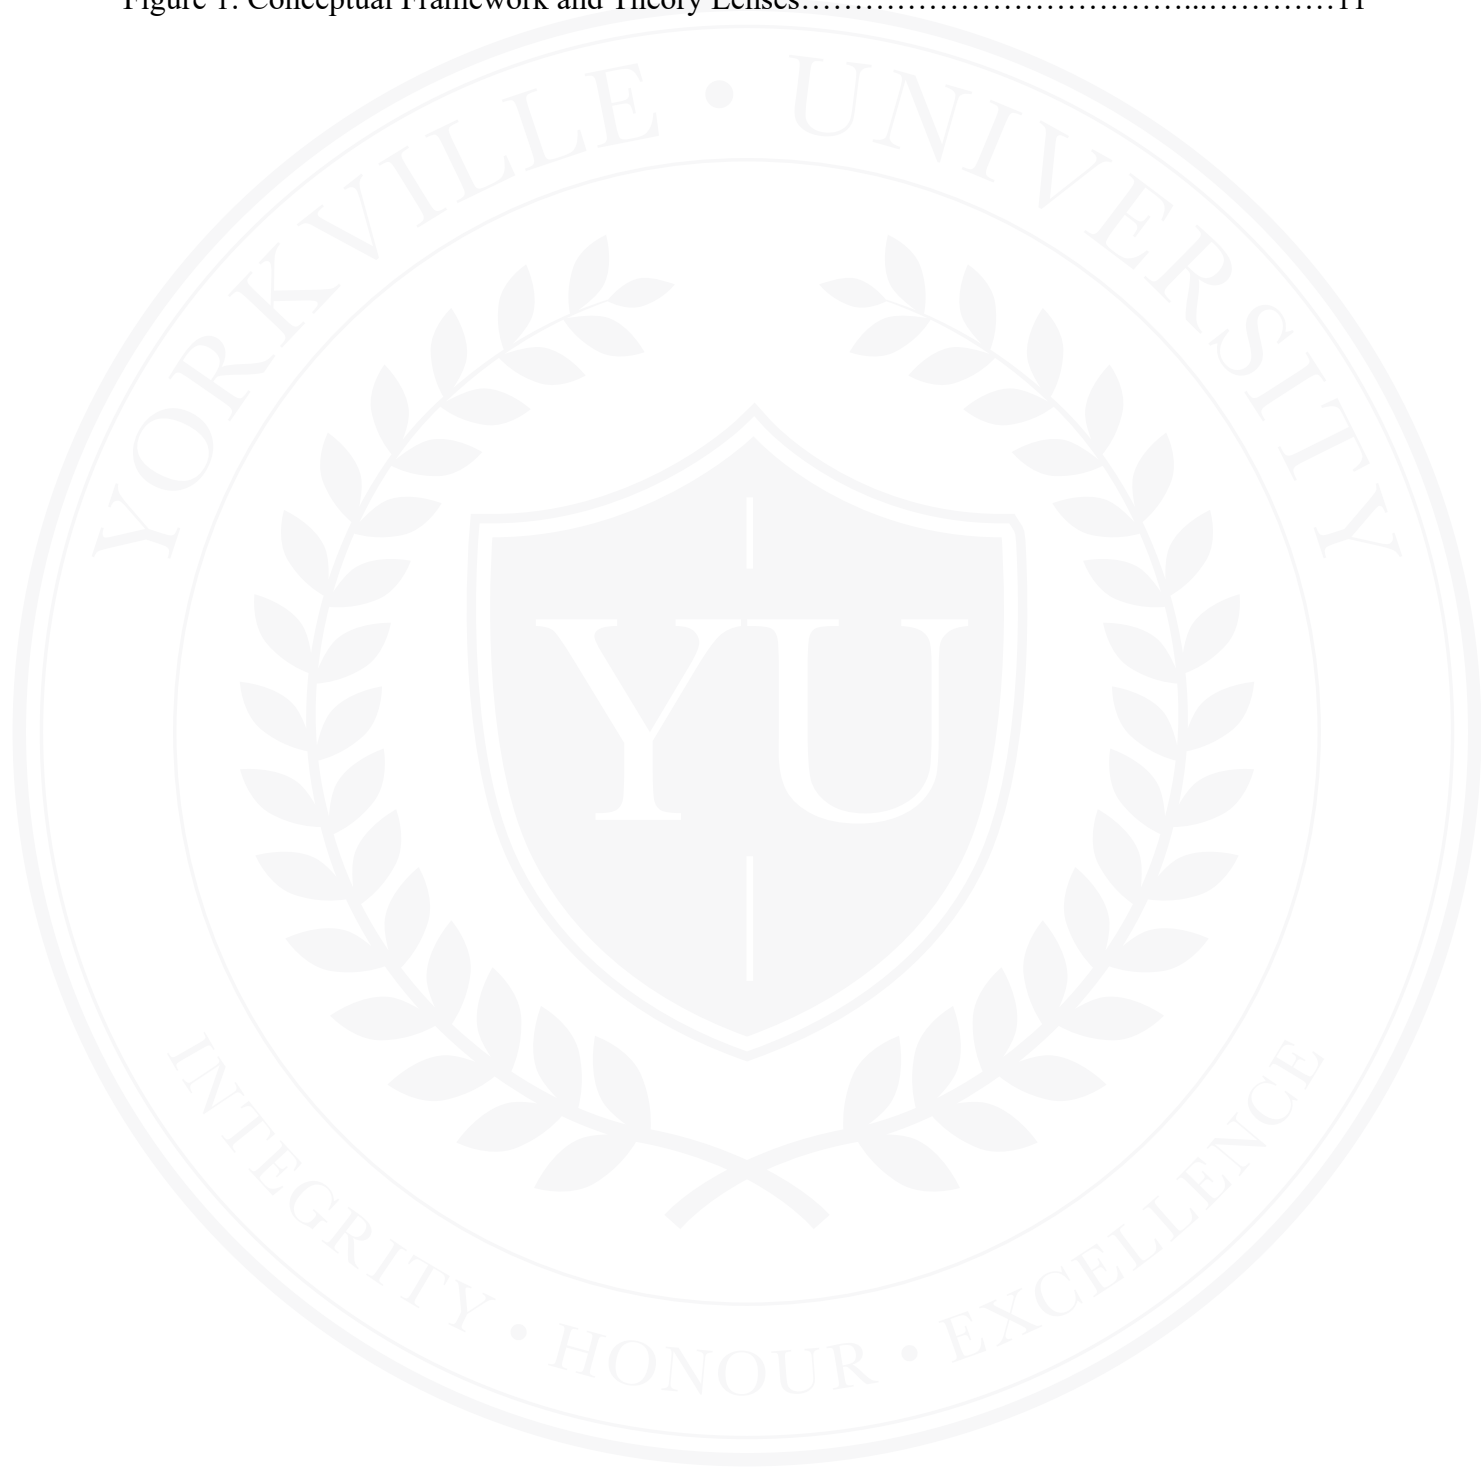 Figure 1: Conceptual Framework and Theory Lenses……………………………...…………11
YORKVILLE • UNIVERSITY
YU
INTEGRITY • HONOUR • EXCELLENCE